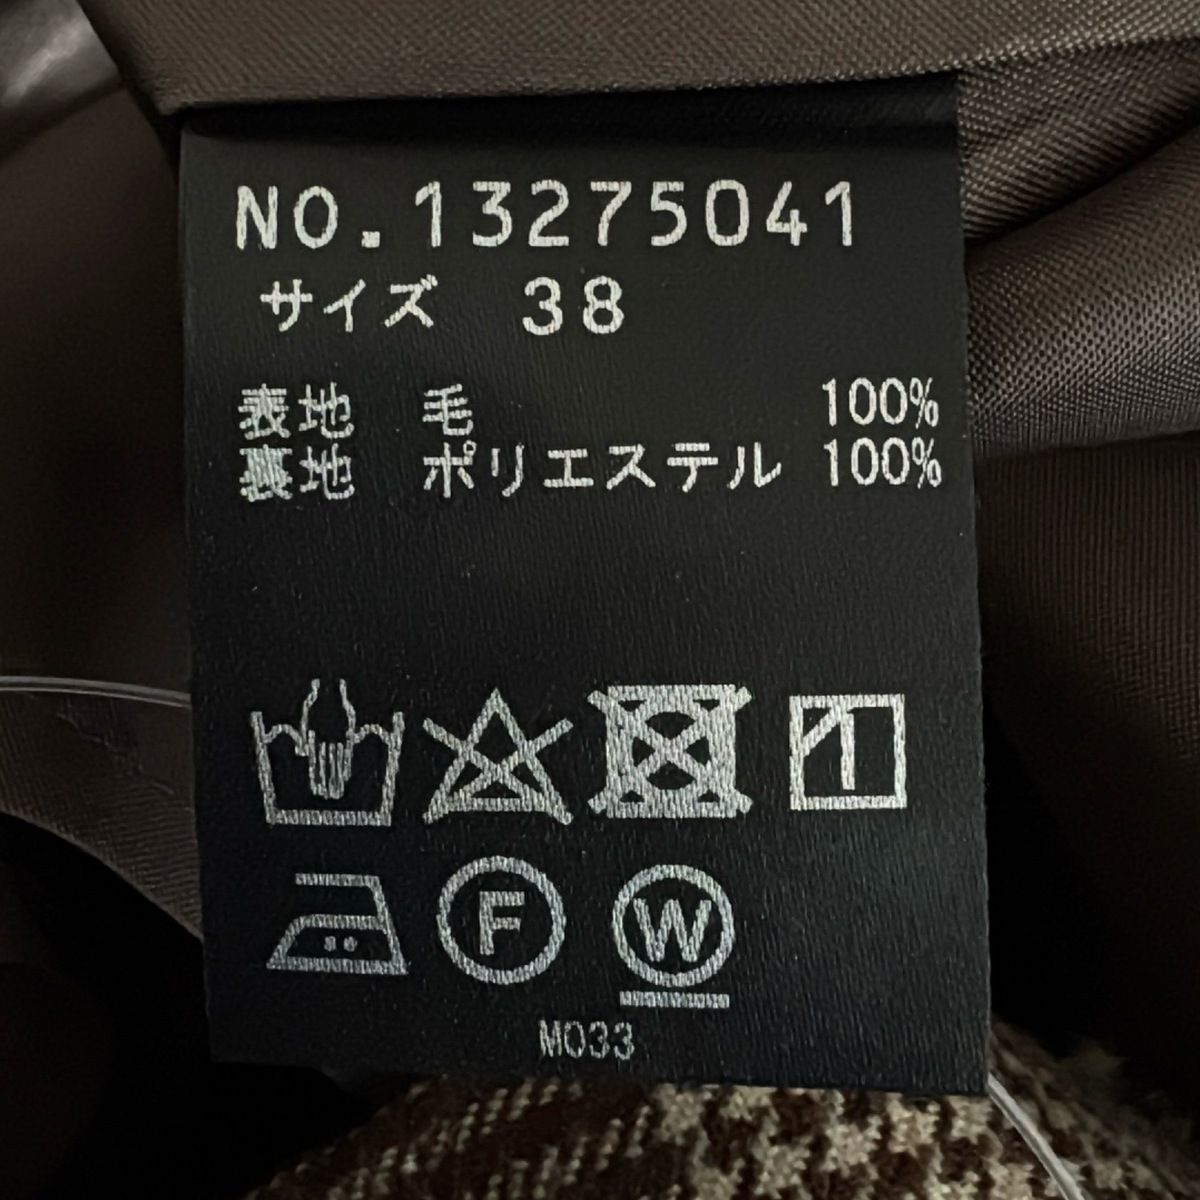 NO.13275041
サイズ 38
表地 毛 100%
裏地 ポリエステル 100%
F W
M033